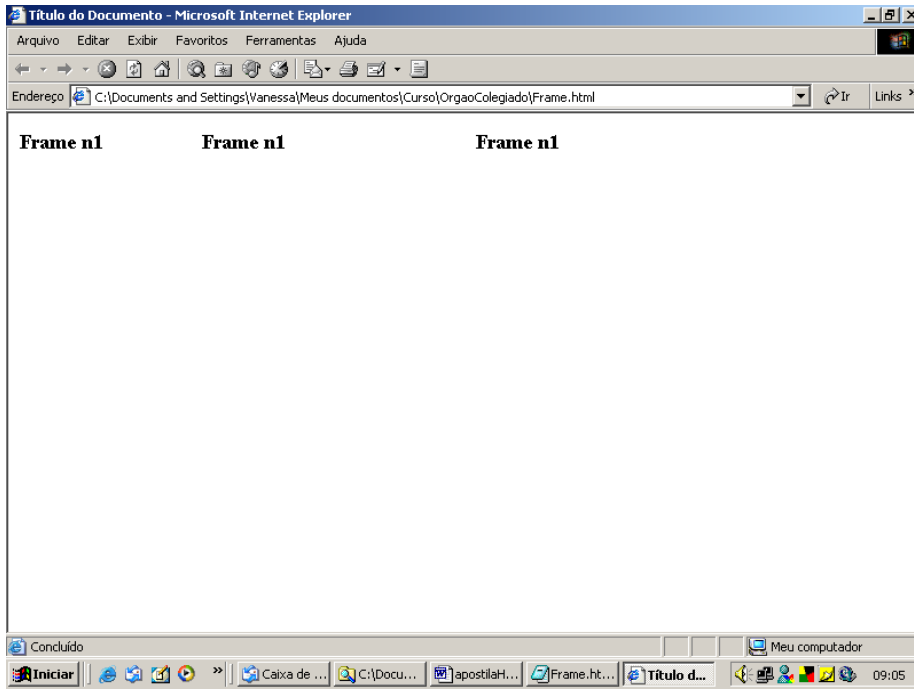 Título do Documento - Microsoft Internet Explorer
Arquivo Editar Exibir Favoritos Ferramentas Ajuda
Endereço C:\Documents and Settings\Vanessa\Meus documentos\Curso\OrgaoColegiado\Frame.html Ir Links »
Frame n1 Frame n1 Frame n1
Concluído Meu computador
Iniciar » Caixa de ... C:\Docu... apostilaH... Frame.ht... Título d... 09:05